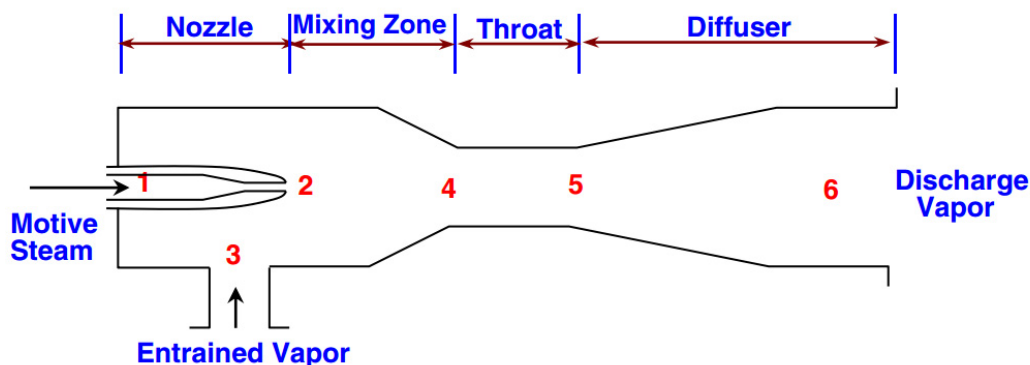 Nozzle
Mixing Zone
Throat
Diffuser
1
2
4
5
6
Discharge
Vapor
Motive
Steam
3
Entrained Vapor